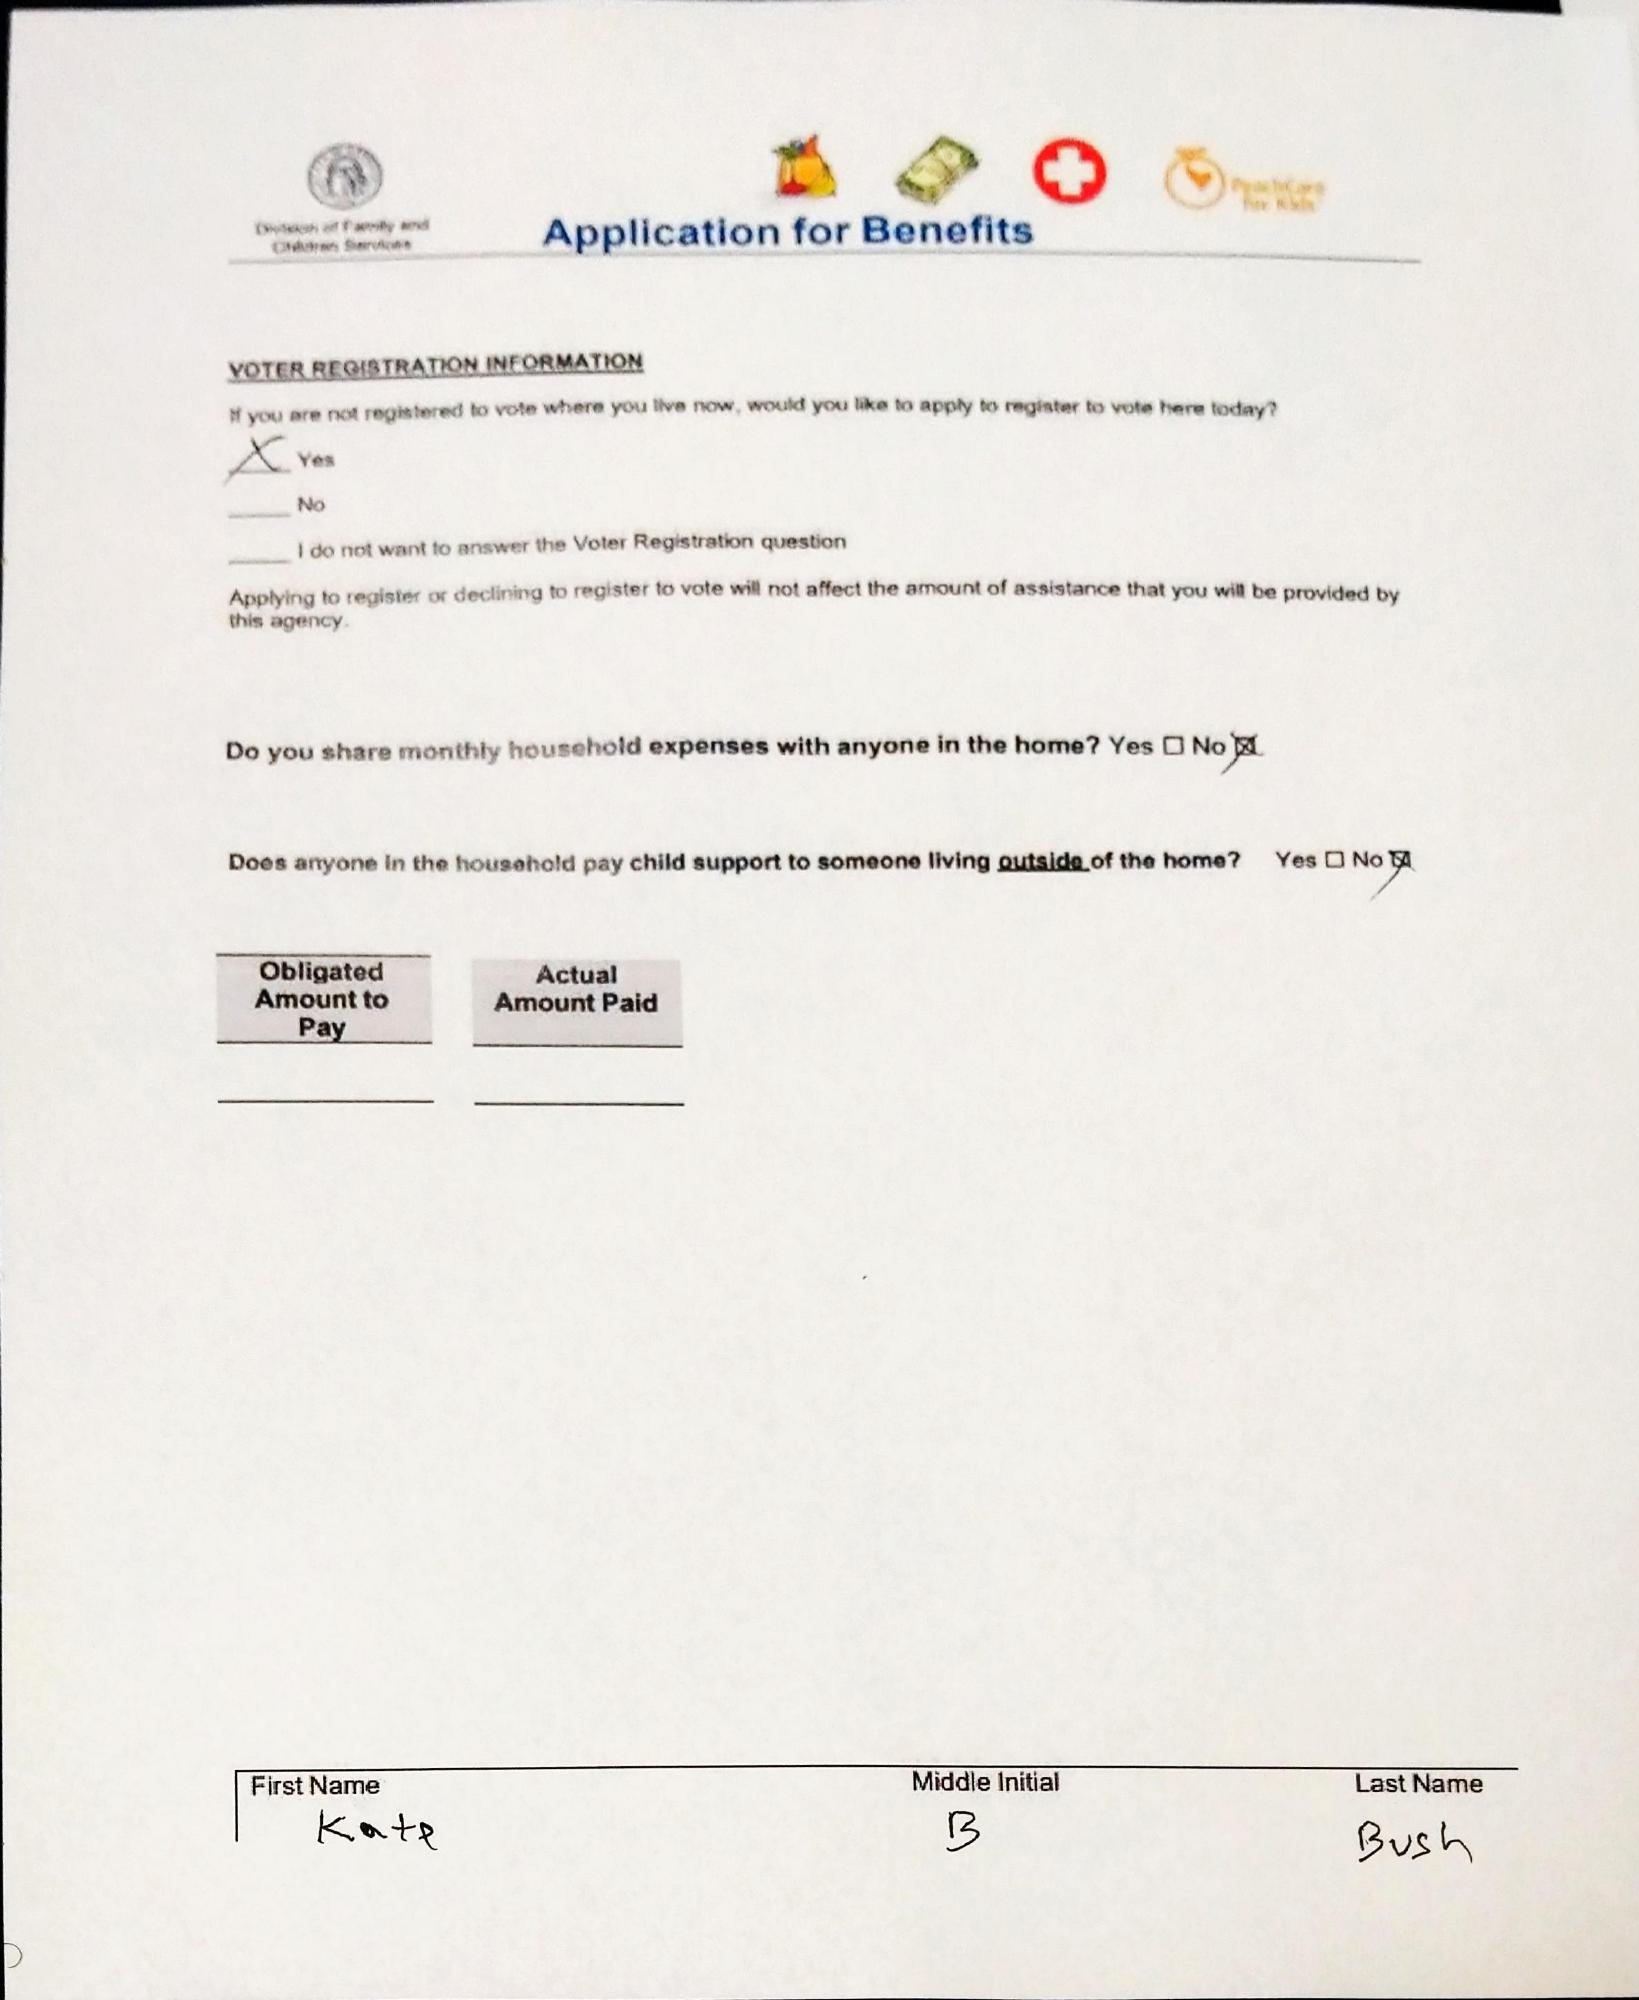 Division of Family and
Children Services
PeachCare
for Kids
Application for Benefits
VOTER REGISTRATION INFORMATION
If you are not registered to vote where you live now, would you like to apply to register to vote here today?
X Yes
____ No
____ I do not want to answer the Voter Registration question
Applying to register or declining to register to vote will not affect the amount of assistance that you will be provided by
this agency.
Do you share monthly household expenses with anyone in the home? Yes ☐ No ☒
Does anyone in the household pay child support to someone living outside of the home? Yes ☐ No ☒
Obligated
Amount to
Pay
Actual
Amount Paid
First Name Middle Initial Last Name
Kate B Bush